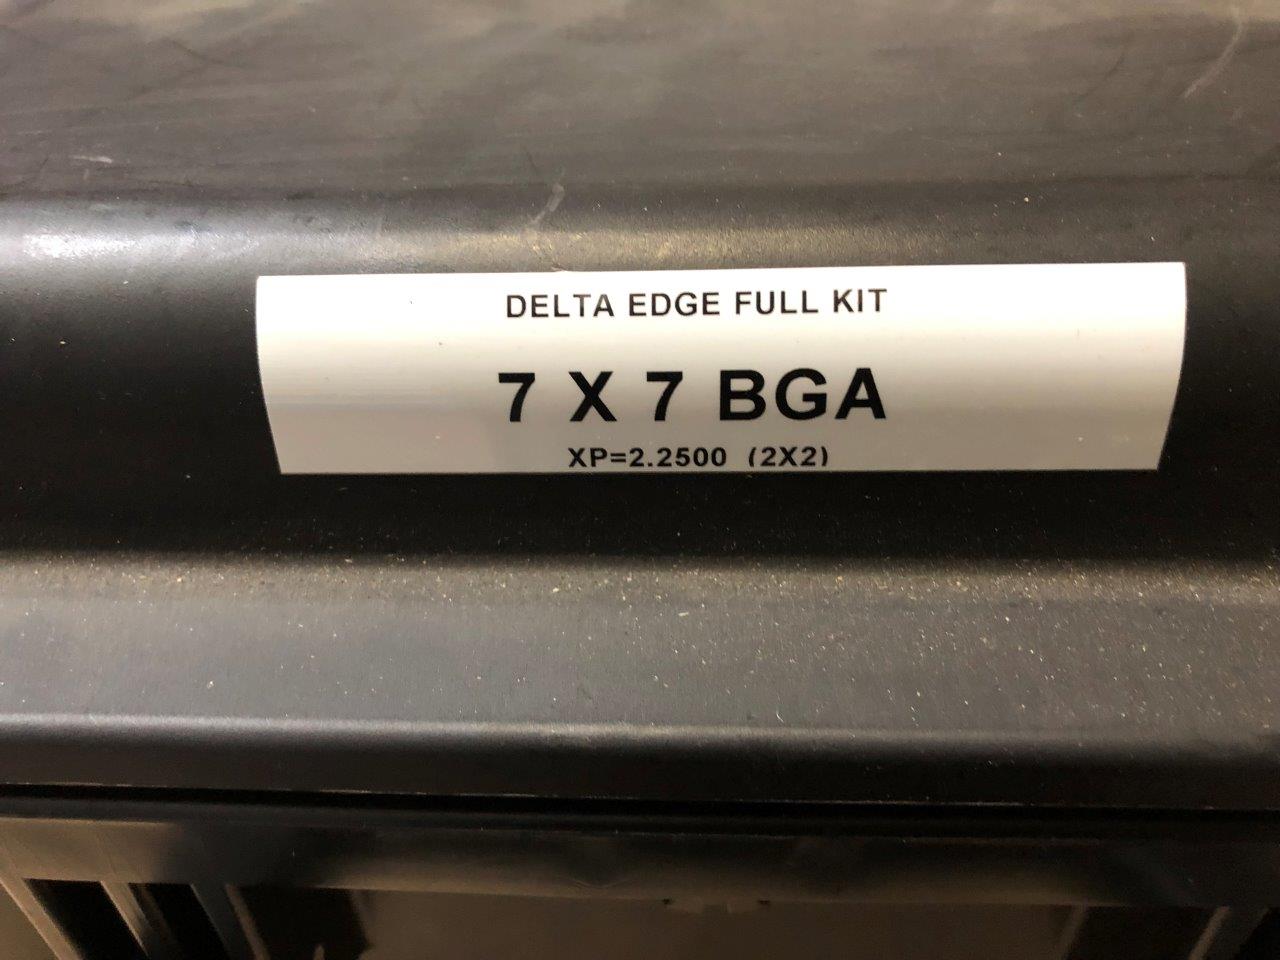 DELTA EDGE FULL KIT
7 X 7 BGA
XP=2.2500 (2X2)